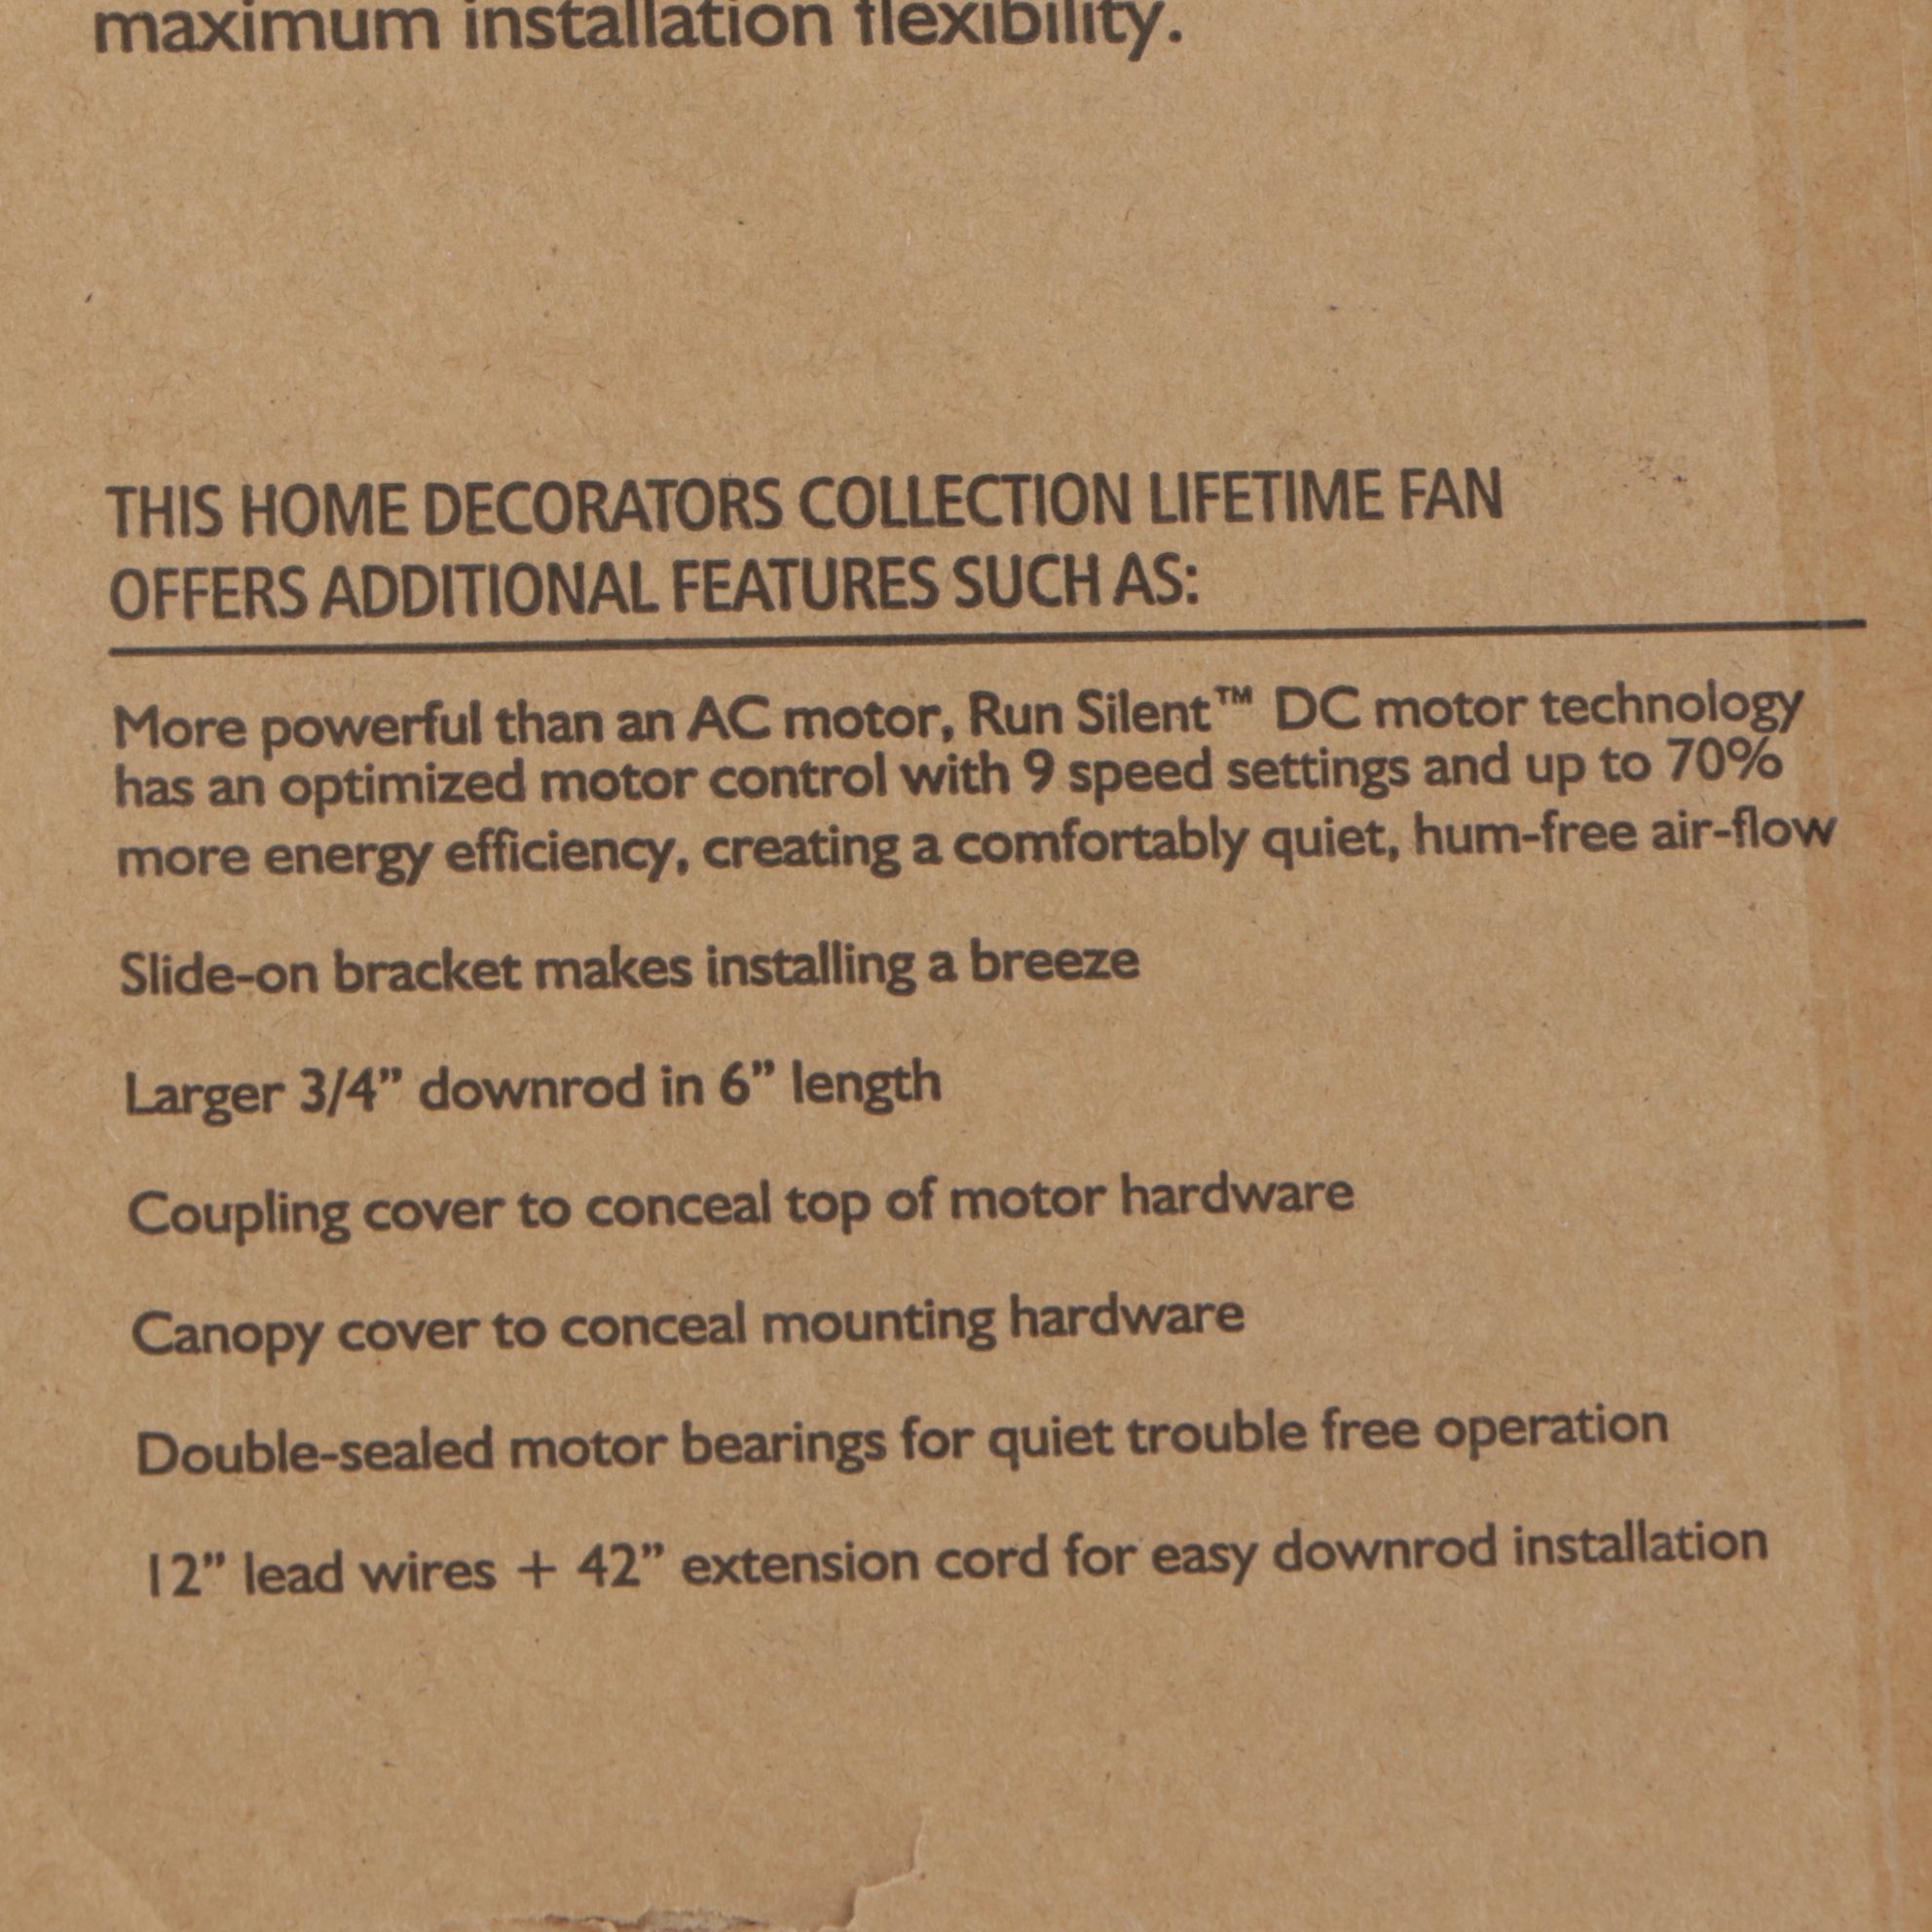 maximum installation flexibility.
THIS HOME DECORATORS COLLECTION LIFETIME FAN
OFFERS ADDITIONAL FEATURES SUCH AS:
More powerful than an AC motor, Run Silent™ DC motor technology
has an optimized motor control with 9 speed settings and up to 70%
more energy efficiency, creating a comfortably quiet, hum-free air-flow
Slide-on bracket makes installing a breeze
Larger 3/4” downrod in 6” length
Coupling cover to conceal top of motor hardware
Canopy cover to conceal mounting hardware
Double-sealed motor bearings for quiet trouble free operation
12” lead wires + 42” extension cord for easy downrod installation